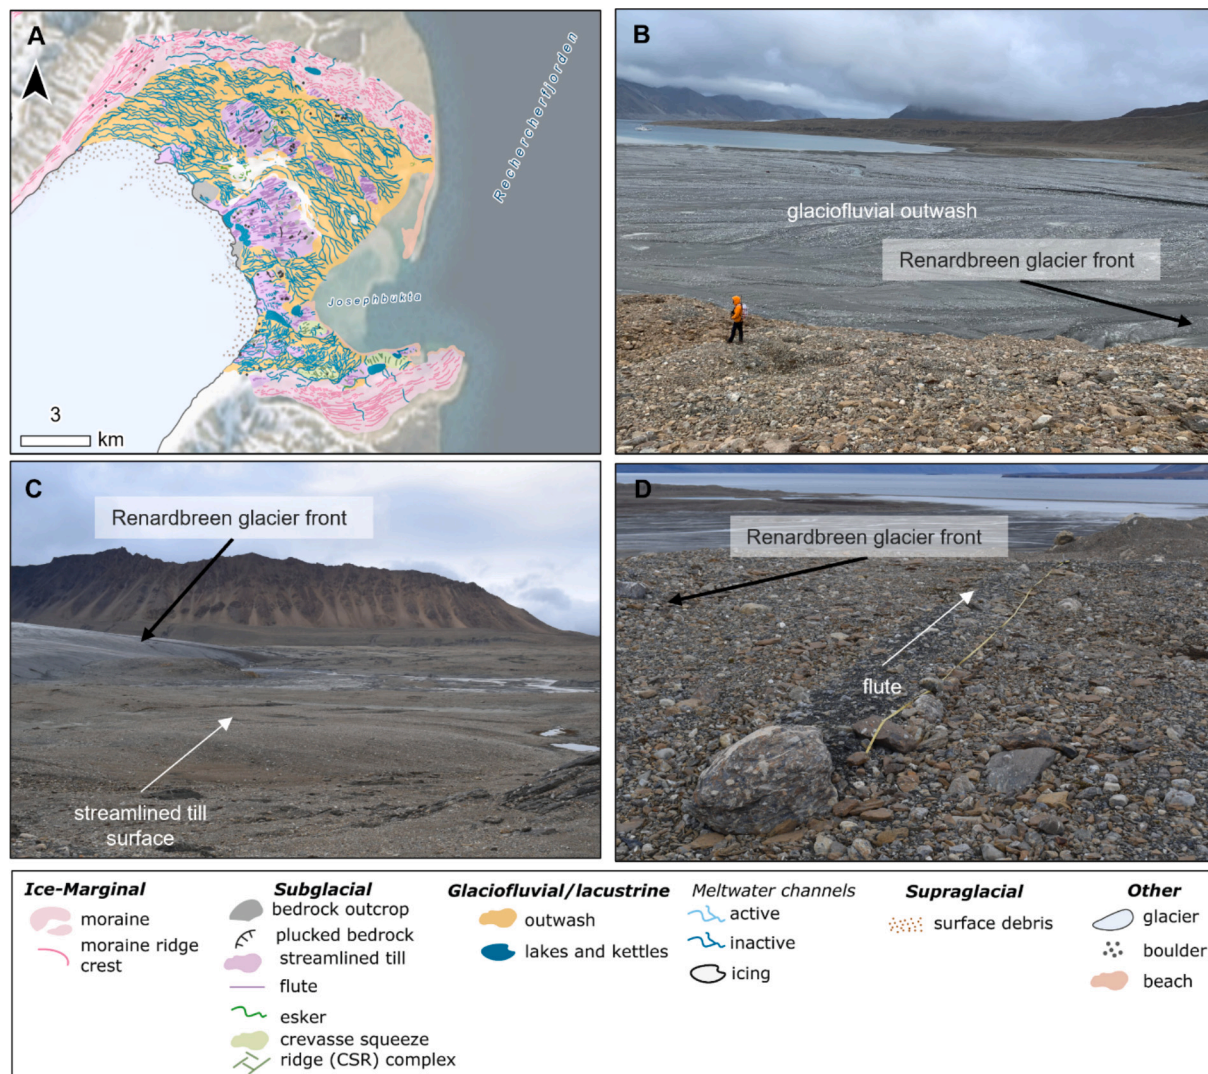 A
Recherchefjorden
Josephbukta
3
km
B
glaciofluvial outwash
Renardbreen glacier front
C
Renardbreen glacier front
streamlined till
surface
D
Renardbreen glacier front
flute
Ice-Marginal
moraine
moraine ridge
crest
Subglacial
bedrock outcrop
plucked bedrock
streamlined till
flute
esker
crevasse squeeze
ridge (CSR) complex
Glaciofluvial/lacustrine
outwash
lakes and kettles
Meltwater channels
active
inactive
icing
Supraglacial
surface debris
Other
glacier
boulder
beach